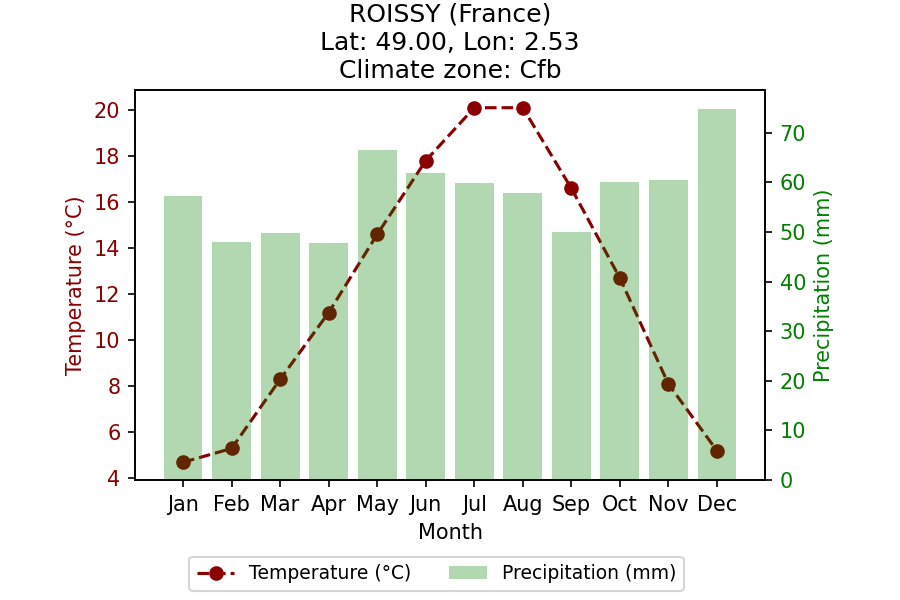 ROISSY (France)
Lat: 49.00, Lon: 2.53
Climate zone: Cfb
20
18
16
14
12
10
8
6
4
Temperature (°C)
70
60
50
40
30
20
10
0
Precipitation (mm)
Jan Feb Mar Apr May Jun Jul Aug Sep Oct Nov Dec
Month
Temperature (°C) Precipitation (mm)